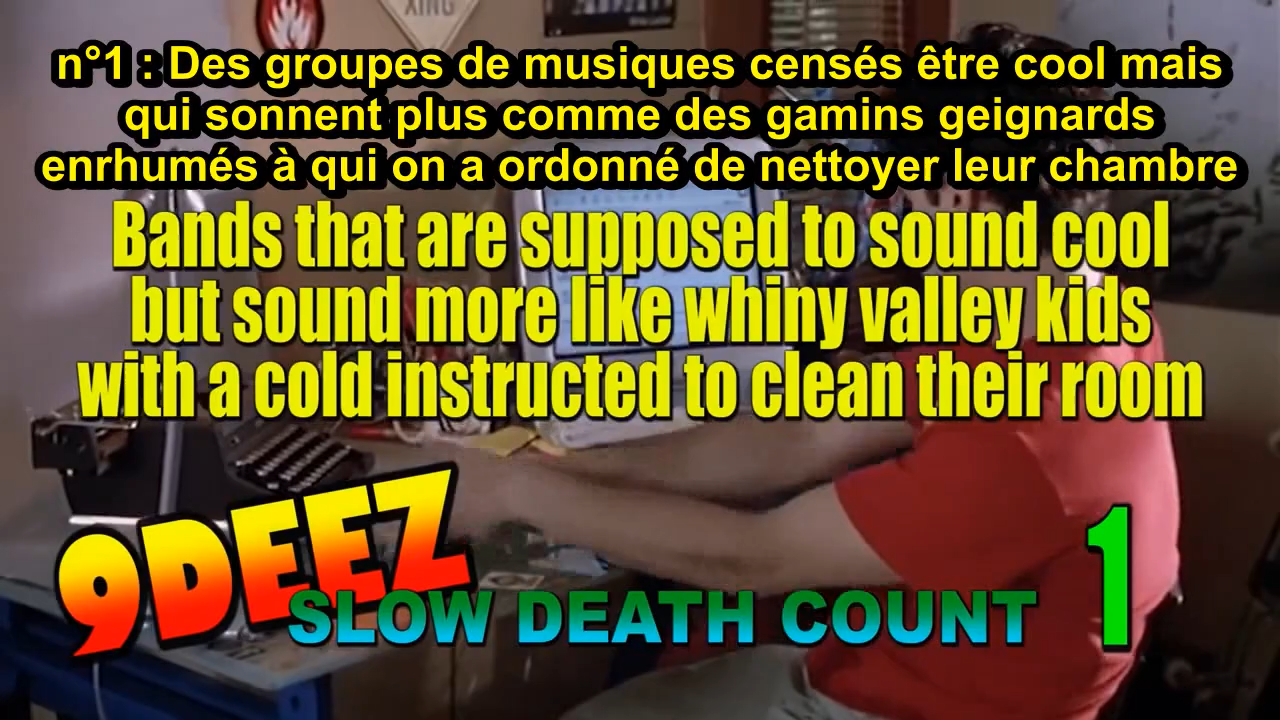 XING
n°1 : Des groupes de musiques censés être cool mais
qui sonnent plus comme des gamins geignards
enrhumés à qui on a ordonné de nettoyer leur chambre
Bands that are supposed to sound cool
but sound more like whiny valley kids
with a cold instructed to clean their room
9DEEZ
SLOW DEATH COUNT 1